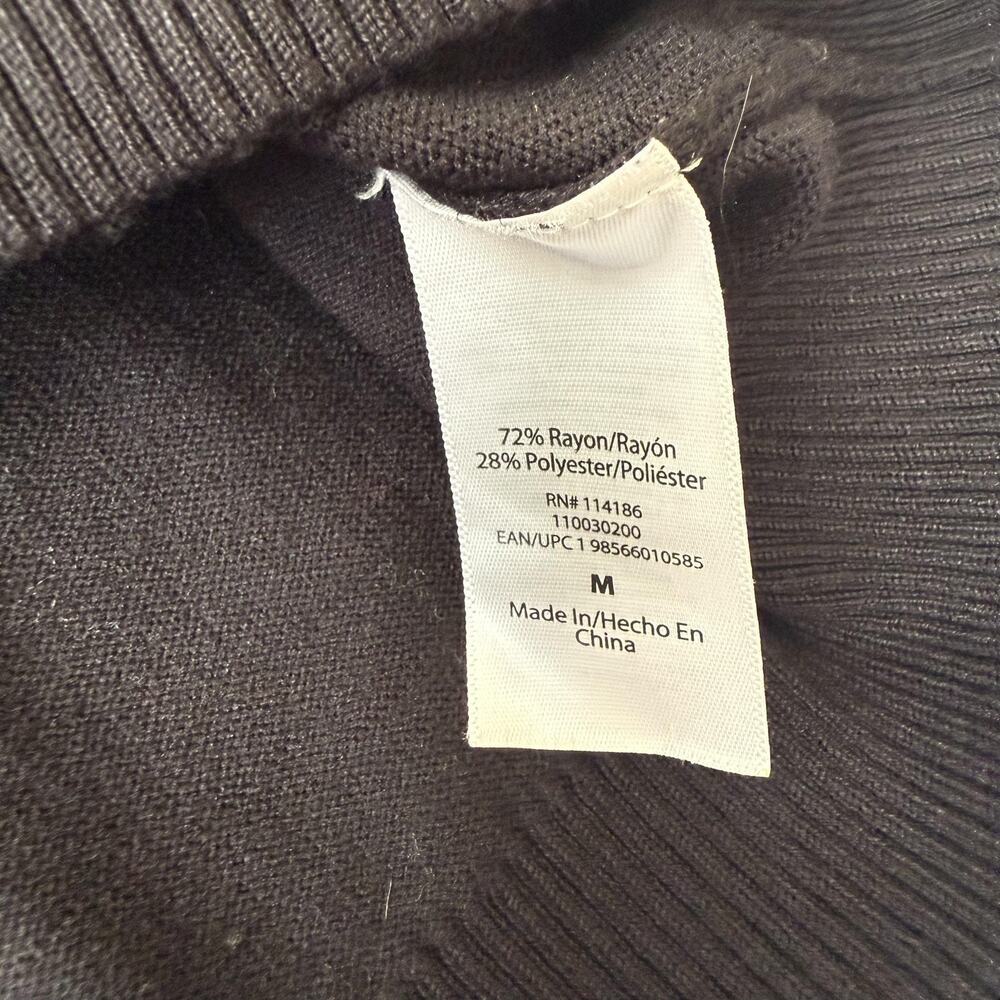 72% Rayon/Rayón
28% Polyester/Poliéster
RN# 114186
110030200
EAN/UPC 1 98566010585
M
Made In/Hecho En
China